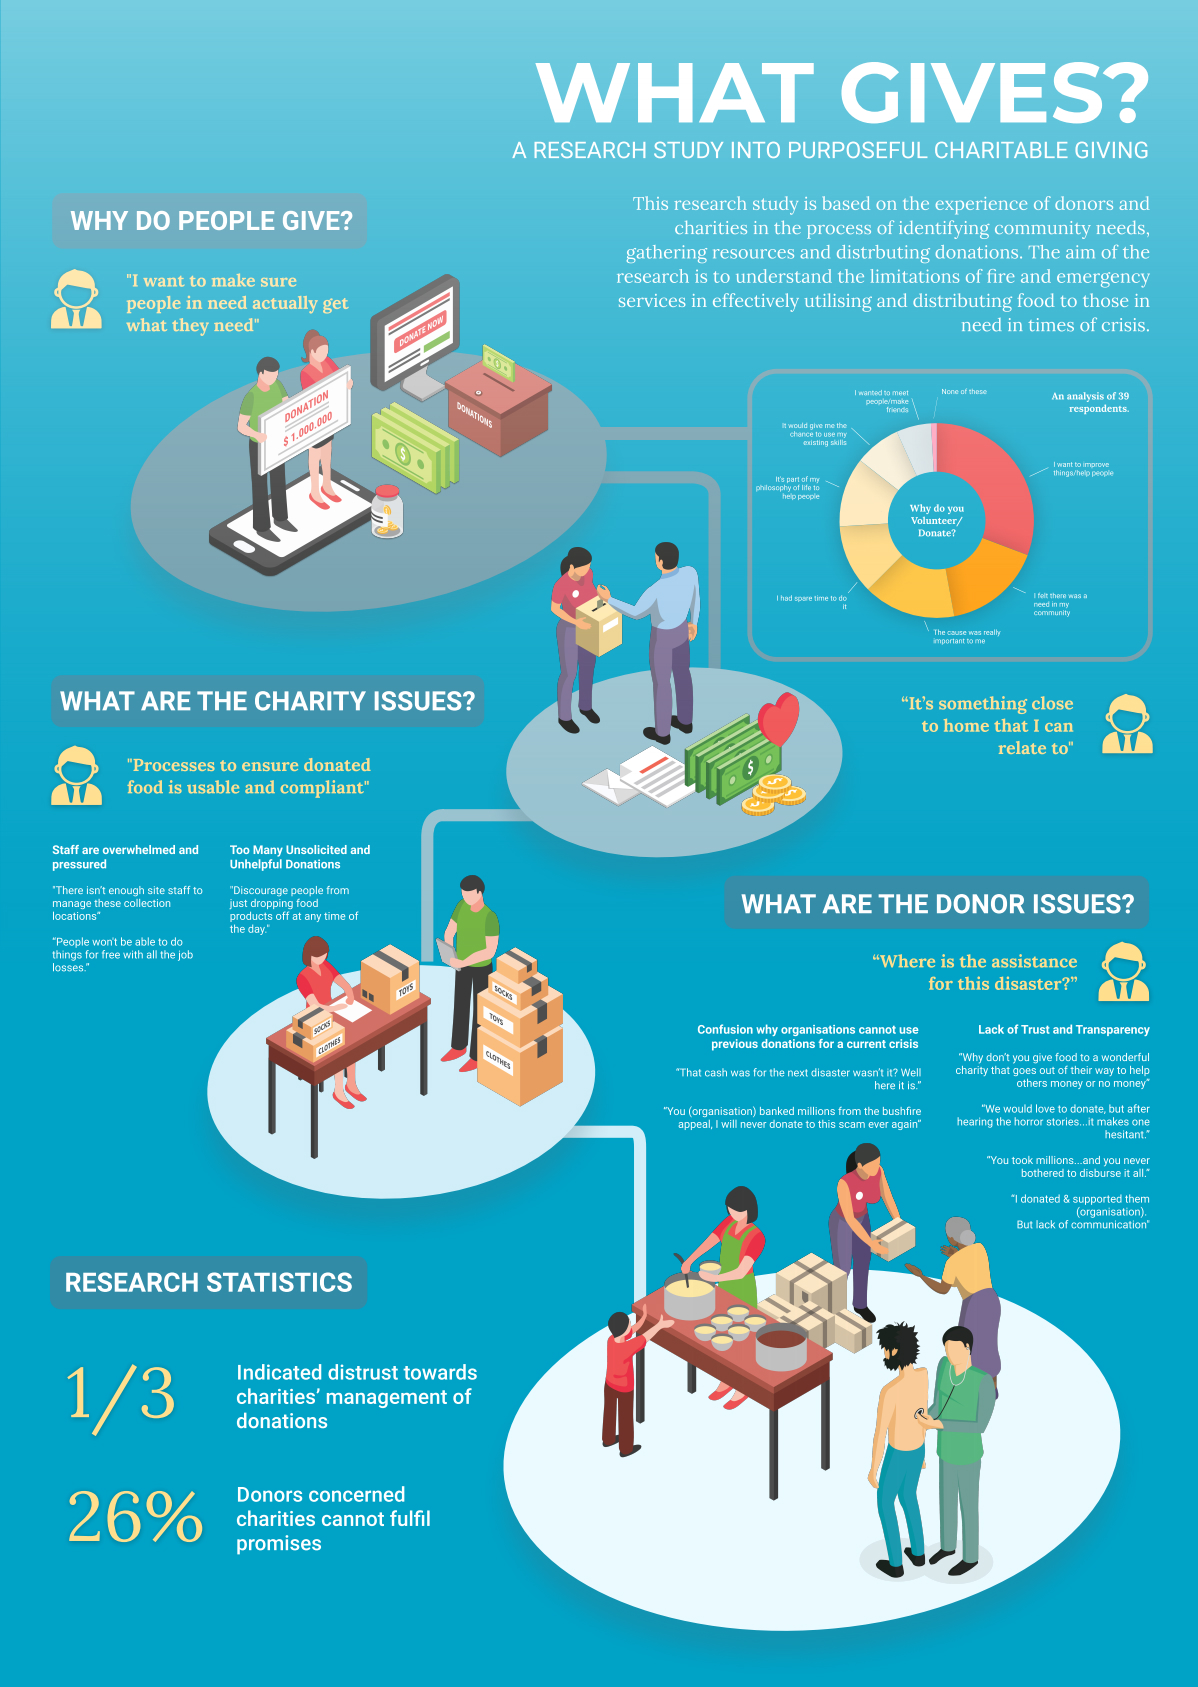 WHAT GIVES?
A RESEARCH STUDY INTO PURPOSEFUL CHARITABLE GIVING
This research study is based on the experience of donors and
charities in the process of identifying community needs,
gathering resources and distrbuting donations. The aim of the
research is to understand the limitations of fire and emergency
services in effectively utilising and distributing food to those in
need in times of crisis.
WHY DO PEOPLE GIVE?
"I want to make sure
people in need actually get
what they need"
DONATE NOW
DONATION
$ 1.000.000
DONATIONS
$
An analysis of 39
respondents.
I wanted to meet
people/make
friends
None of these
It would give me the
chance to use my
existing skills
It's part of my
philosophy of life to
help people
I want to improve
things/help people
Why do you
Volunteer/
Donate?
I had spare time to do
it
I felt there was a
need in my
community
The cause was really
important to me
“It’s something close
to home that I can
relate to"
$
WHAT ARE THE CHARITY ISSUES?
"Processes to ensure donated
food is usable and compliant"
Staff are overwhelmed and
pressured
"There isn't enough site staff to
manage these collection
locations”
“People won't be able to do
things for free with all the job
losses.”
Too Many Unsolicited and
Unhelpful Donations
"Discourage people from
just dropping food
products off at any time of
the day."
TOYS
SOCKS
CLOTHES
SOCKS
TOYS
CLOTHES
WHAT ARE THE DONOR ISSUES?
“Where is the assistance
for this disaster?”
Confusion why organisations cannot use
previous donations for a current crisis
“That cash was for the next disaster wasn’t it? Well
here it is.”
“You (organisation) banked millions from the bushfire
appeal, I will never donate to this scam ever again”
Lack of Trust and Transparency
“Why don’t you give food to a wonderful
charity that goes out of their way to help
others money or no money”
“We would love to donate, but after
hearing the horror stories...it makes one
hesitant.”
“You took millions...and you never
bothered to disburse it all.”
“I donated & supported them
(organisation).
But lack of communication"
RESEARCH STATISTICS
1/3
Indicated distrust towards
charities’ management of
donations
26%
Donors concerned
charities cannot fulfil
promises